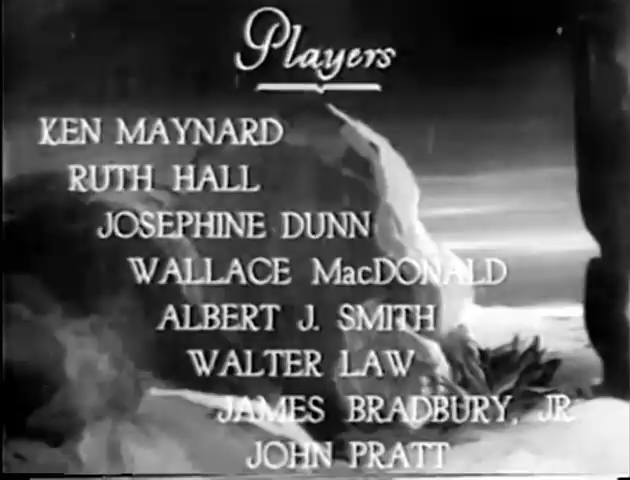 Players
KEN MAYNARD
RUTH HALL
JOSEPHINE DUNN
WALLACE MacDONALD
ALBERT J. SMITH
WALTER LAW
JAMES BRADBURY, JR
JOHN PRATT